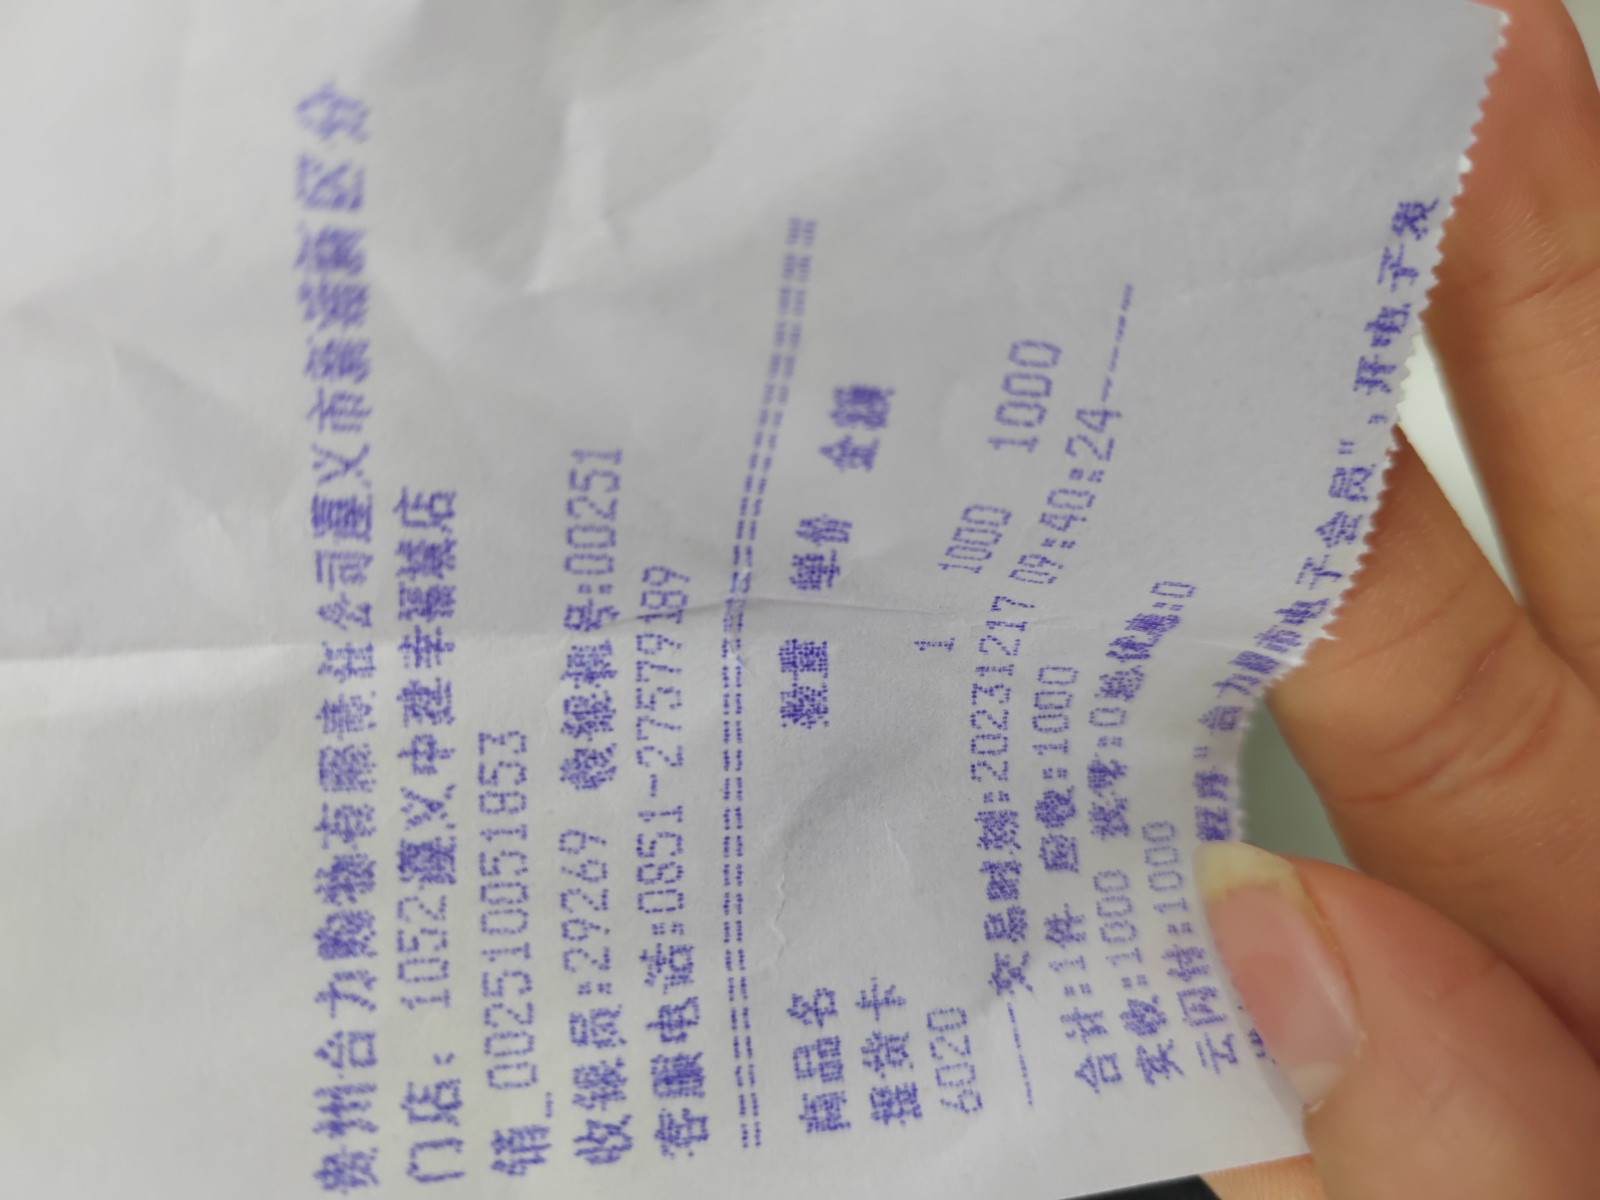 贵州合力购物有限责任公司遵义市新蒲新区分
门店: 1052遵义中建幸福城店
销_002510051853
收银员:29269 收银机号:00251
客服电话:0851-27579189
================================
商品名 数量 单价 金额
提货卡
6020 1 1000 1000
-----交易时刻:20231217 09:40:24-----
合计:1件 应收:1000
实收:1000 找零:0 总优惠:0
云闪付:1000
程序"合力超市电子会员",开电子发